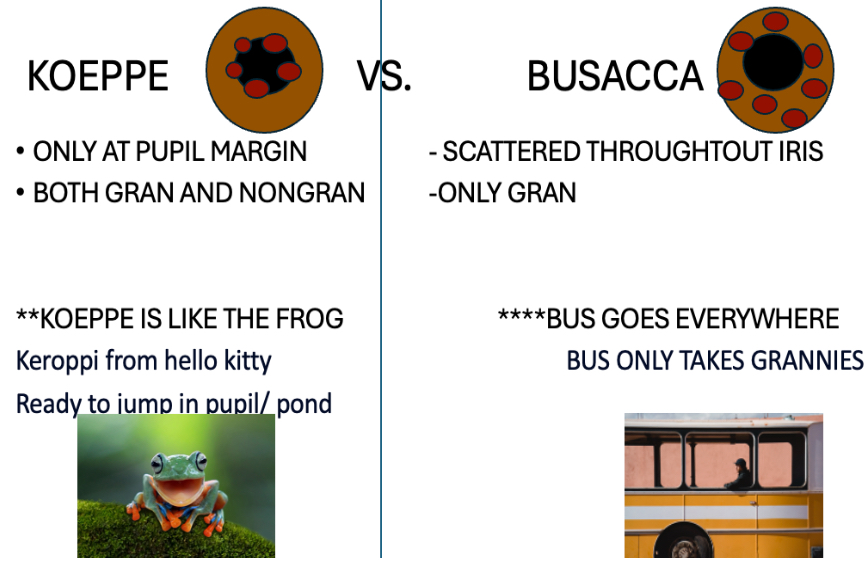 KOEPPE VS. BUSACCA
• ONLY AT PUPIL MARGIN
• BOTH GRAN AND NONGRAN
- SCATTERED THROUGHTOUT IRIS
-ONLY GRAN
**KOEPPE IS LIKE THE FROG
Keroppi from hello kitty
Ready to jump in pupil/ pond
****BUS GOES EVERYWHERE
BUS ONLY TAKES GRANNIES